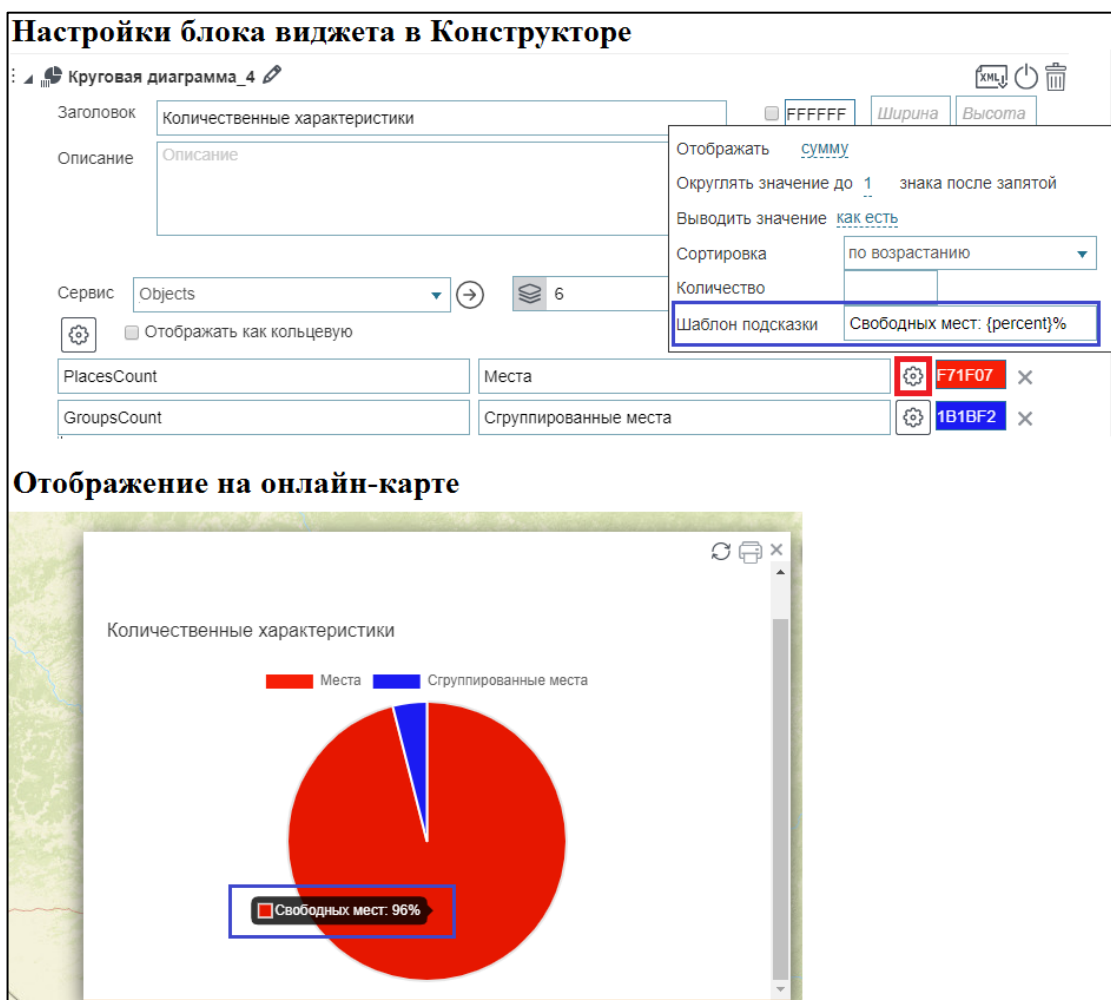 Настройки блока виджета в Конструкторе
Круговая диаграмма_4
XML
Заголовок Количественные характеристики FFFFFF Ширина Высота
Описание Описание
Отображать сумму
Округлять значение до 1 знака после запятой
Выводить значение как есть
Сортировка по возрастанию
Количество
Шаблон подсказки Свободных мест: {percent}%
Сервис Objects 6
Отображать как кольцевую
PlacesCount Места F71F07
GroupsCount Сгруппированные места 1B1BF2
Отображение на онлайн-карте
Количественные характеристики
Места Сгруппированные места
Свободных мест: 96%